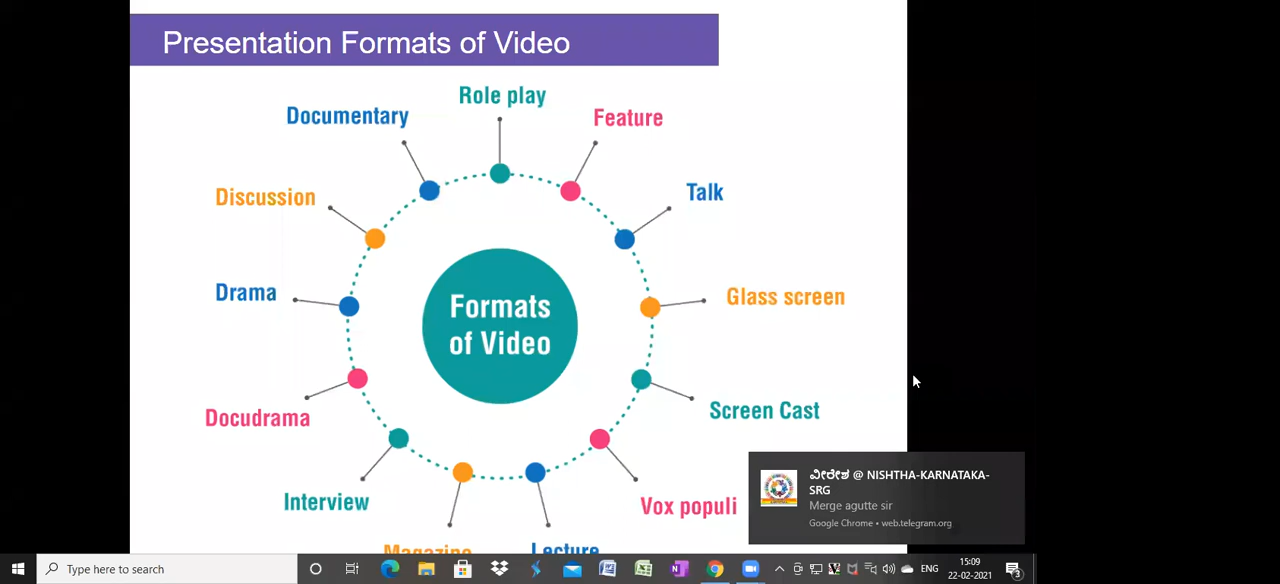 Presentation Formats of Video
Role play
Documentary
Feature
Discussion
Talk
Drama
Glass screen
Formats
of Video
Docudrama
Screen Cast
Interview
Vox populi
Magazine
Lecture
ವೀರೇಶ @ NISHTHA-KARNATAKA-
SRG
Merge agutte sir
Google Chrome • web.telegram.org
Type here to search
ENG
15:09
22-02-2021
3